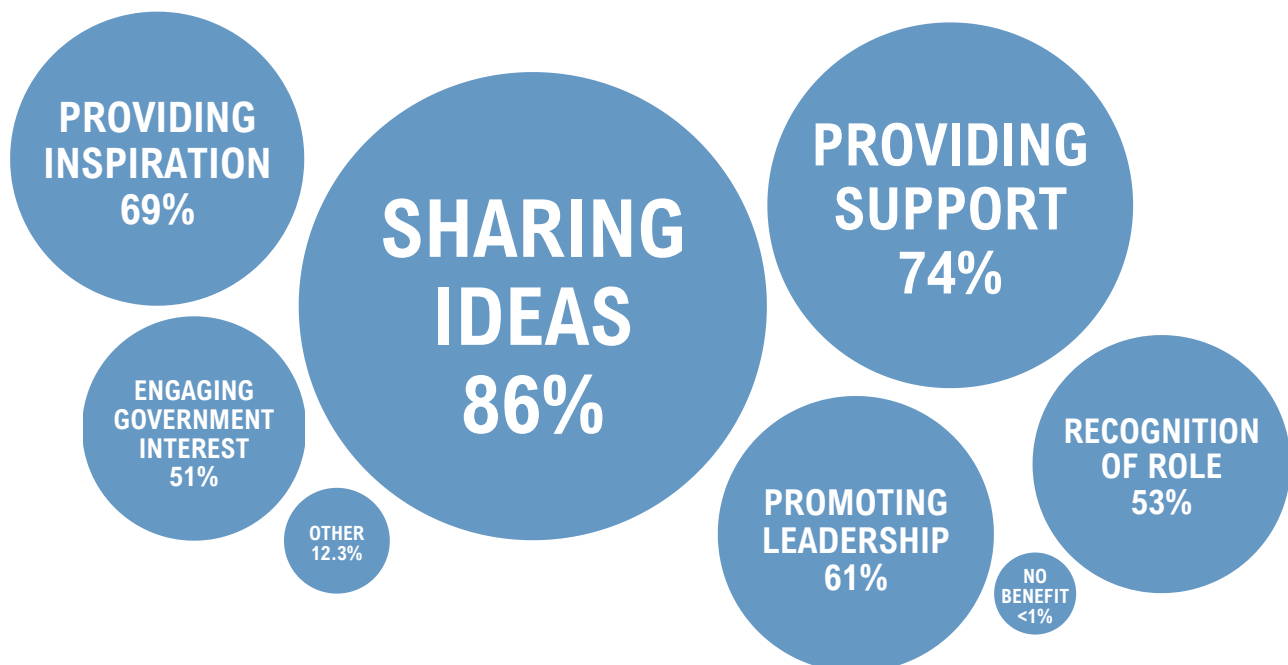 PROVIDING
INSPIRATION
69%
SHARING
IDEAS
86%
PROVIDING
SUPPORT
74%
ENGAGING
GOVERNMENT
INTEREST
51%
OTHER
12.3%
PROMOTING
LEADERSHIP
61%
RECOGNITION
OF ROLE
53%
NO
BENEFIT
<1%